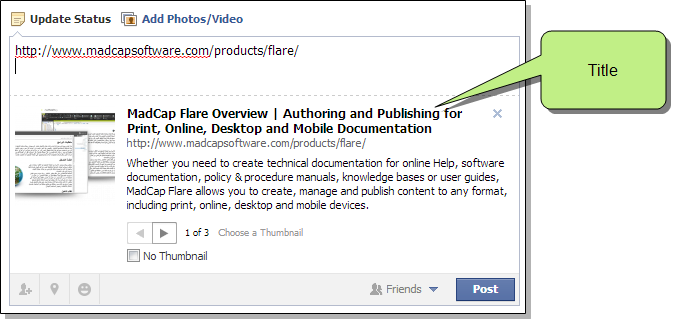 Update Status Add Photos/Video
http://www.madcapsoftware.com/products/flare/
Title
MadCap Flare Overview | Authoring and Publishing for
Print, Online, Desktop and Mobile Documentation
http://www.madcapsoftware.com/products/flare/
Whether you need to create technical documentation for online Help, software
documentation, policy & procedure manuals, knowledge bases or user guides,
MadCap Flare allows you to create, manage and publish content to any format,
including print, online, desktop and mobile devices.
1 of 3 Choose a Thumbnail
No Thumbnail
Friends Post